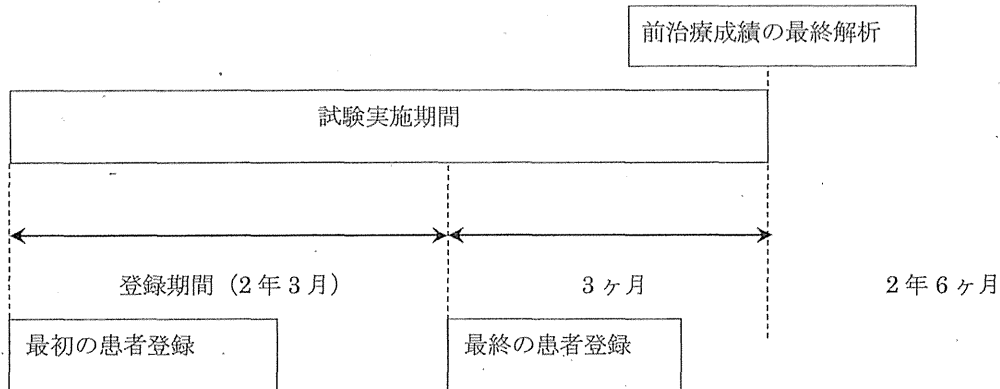 前治療成績の最終解析
試験実施期間
登録期間（2年3月）
3ヶ月
2年6ヶ月
最初の患者登録
最終の患者登録